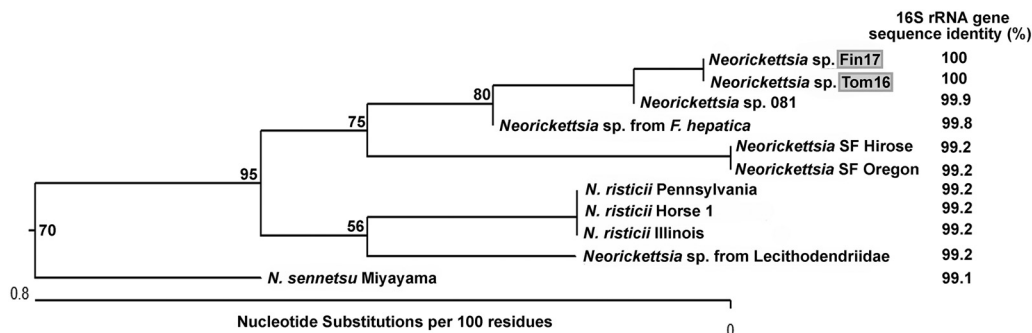 16S rRNA gene
sequence identity (%)
Neorickettsia sp. Fin17 100
Neorickettsia sp. Tom16 100
Neorickettsia sp. 081 99.9
80
Neorickettsia sp. from F. hepatica 99.8
75
Neorickettsia SF Hirose 99.2
Neorickettsia SF Oregon 99.2
95
N. risticii Pennsylvania 99.2
N. risticii Horse 1 99.2
N. risticii Illinois 99.2
56
70
Neorickettsia sp. from Lecithodendriidae 99.2
N. sennetsu Miyayama 99.1
0.8
0
Nucleotide Substitutions per 100 residues